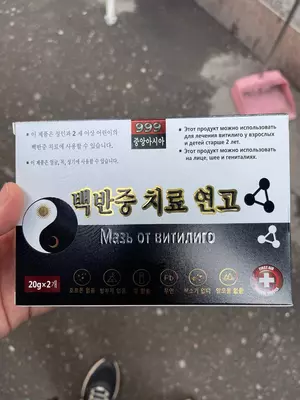 999
중앙아시아
• 이 제품은 성인과 2 세 이상 어린이의
백반증 치료에 사용할 수 있습니다.
• 이 제품은 얼굴, 목, 성기에 사용할 수 있습니다.
• Этот продукт можно использовать
для лечения витилиго у взрослых
и детей старше 2 лет.
• Этот продукт можно использовать
на лице, шее и гениталиях.
백반증 치료 연고
Мазь от витилиго
20g×2개
Pb
무연